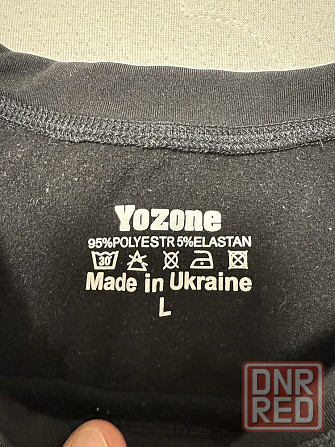 Yozone
95%POLYESTR 5%ELASTAN
30°
Made in Ukraine
L
DNR
RED